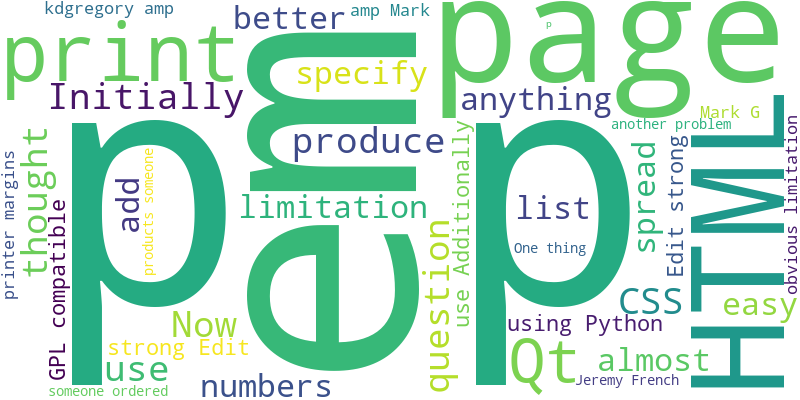 kdgregory amp
better
amp Mark
page
p
print
em
specify
Initially
anything
Mark G
another problem
p
p
produce
thought
printer margins
products someone
add
limitation
list
One thing
spread
Edit strong
HTML
obvious limitation
use Additionally
question
GPL compatible
Now
strong Edit
use
numbers
someone ordered
using Python
CSS
easy
Qt
almost
Jeremy French